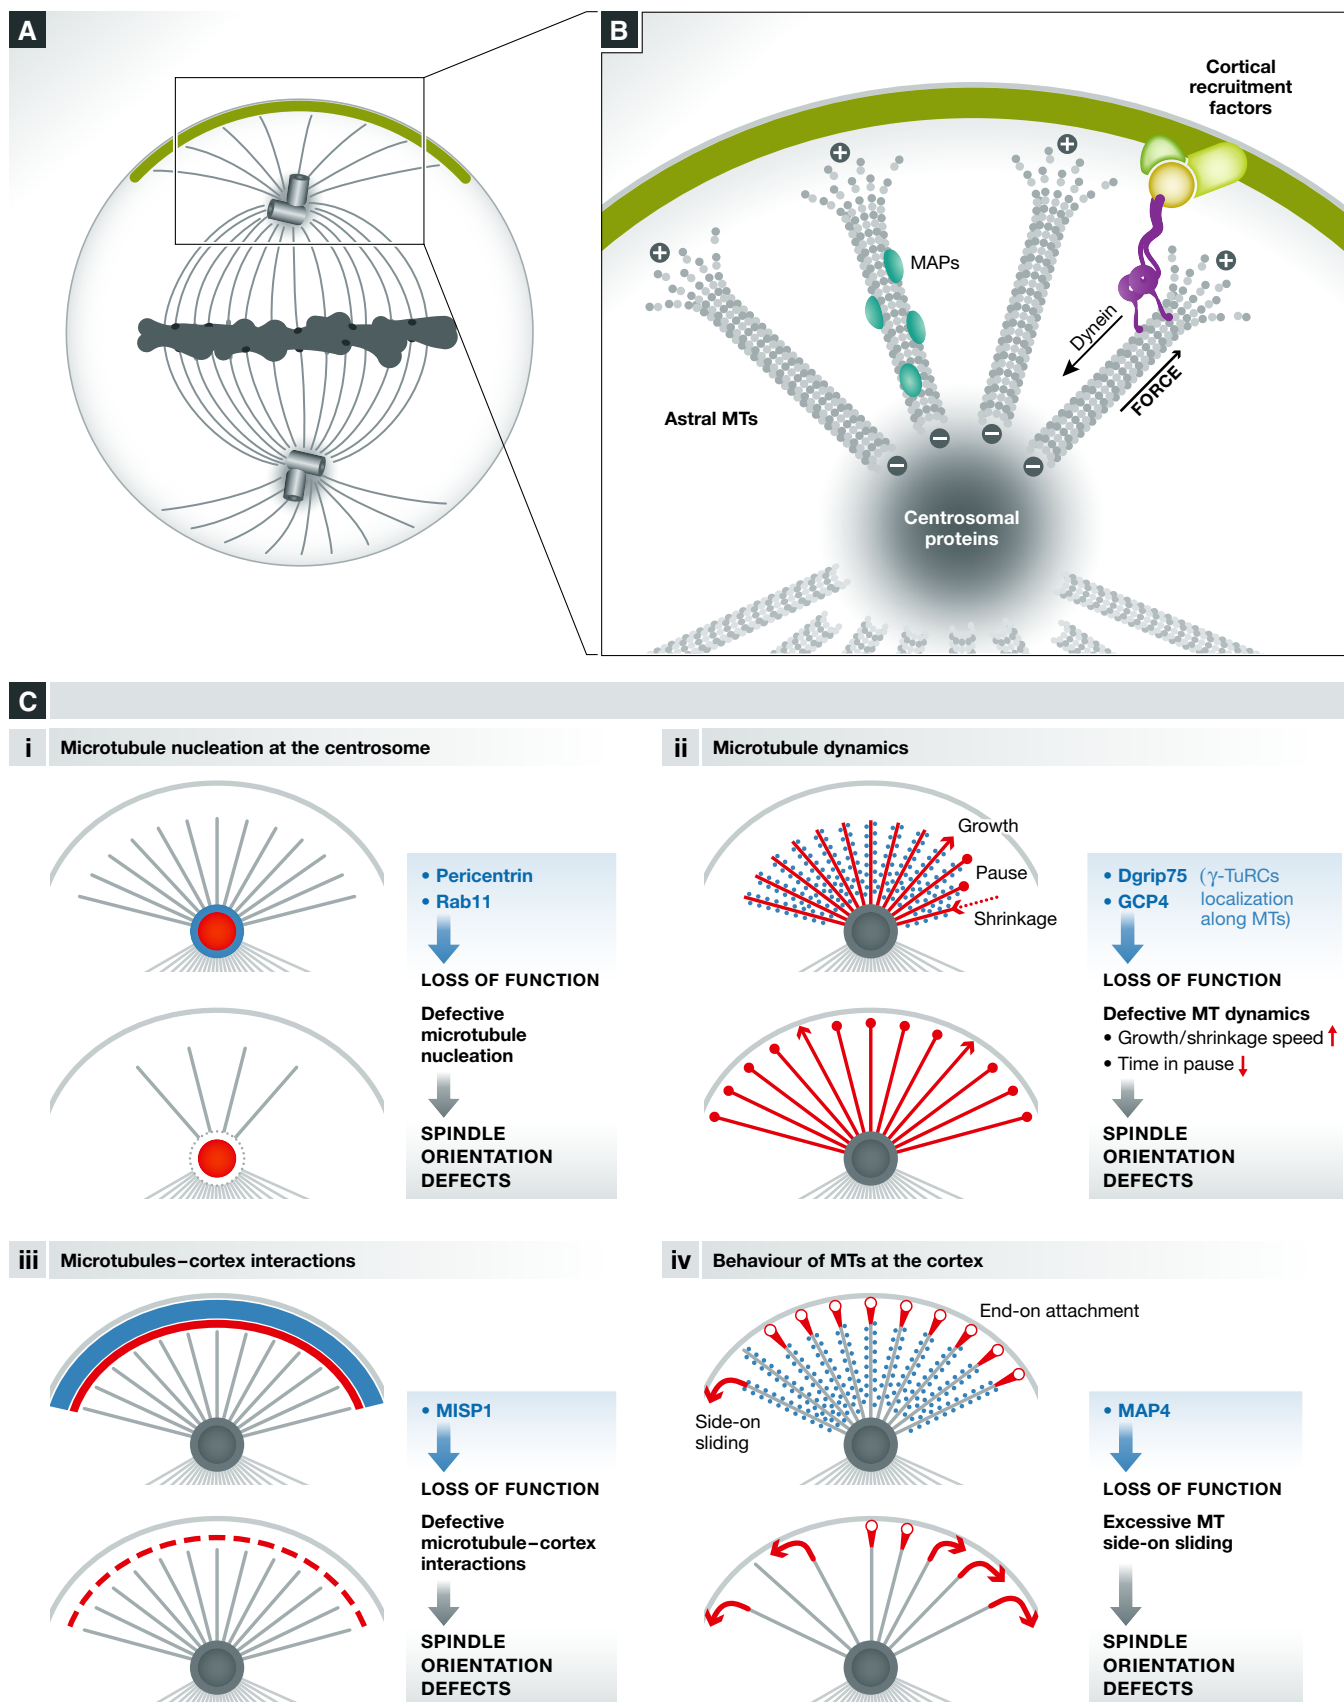 A
B
Cortical
recruitment
factors
+
+
+
+
MAPs
Dynein
FORCE
Astral MTs
−
−
−
−
Centrosomal
proteins
C
i Microtubule nucleation at the centrosome
• Pericentrin
• Rab11
LOSS OF FUNCTION
Defective
microtubule
nucleation
SPINDLE
ORIENTATION
DEFECTS
ii Microtubule dynamics
Growth
Pause
Shrinkage
• Dgrip75 (γ-TuRCs
• GCP4 localization
along MTs)
LOSS OF FUNCTION
Defective MT dynamics
• Growth/shrinkage speed ↑
• Time in pause ↓
SPINDLE
ORIENTATION
DEFECTS
iii Microtubules–cortex interactions
• MISP1
LOSS OF FUNCTION
Defective
microtubule–cortex
interactions
SPINDLE
ORIENTATION
DEFECTS
iv Behaviour of MTs at the cortex
End-on attachment
Side-on
sliding
• MAP4
LOSS OF FUNCTION
Excessive MT
side-on sliding
SPINDLE
ORIENTATION
DEFECTS